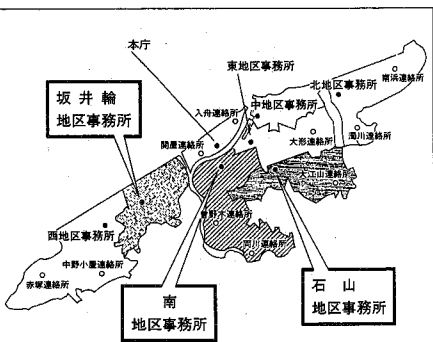 本庁
東地区事務所
南浜連絡所
北地区事務所
坂井輪
地区事務所
入舟連絡所
中地区事務所
関屋連絡所
大形連絡所
濁川連絡所
大江山連絡所
曽野木連絡所
西地区事務所
両川連絡所
中野小屋連絡所
赤塚連絡所
南
地区事務所
石山
地区事務所